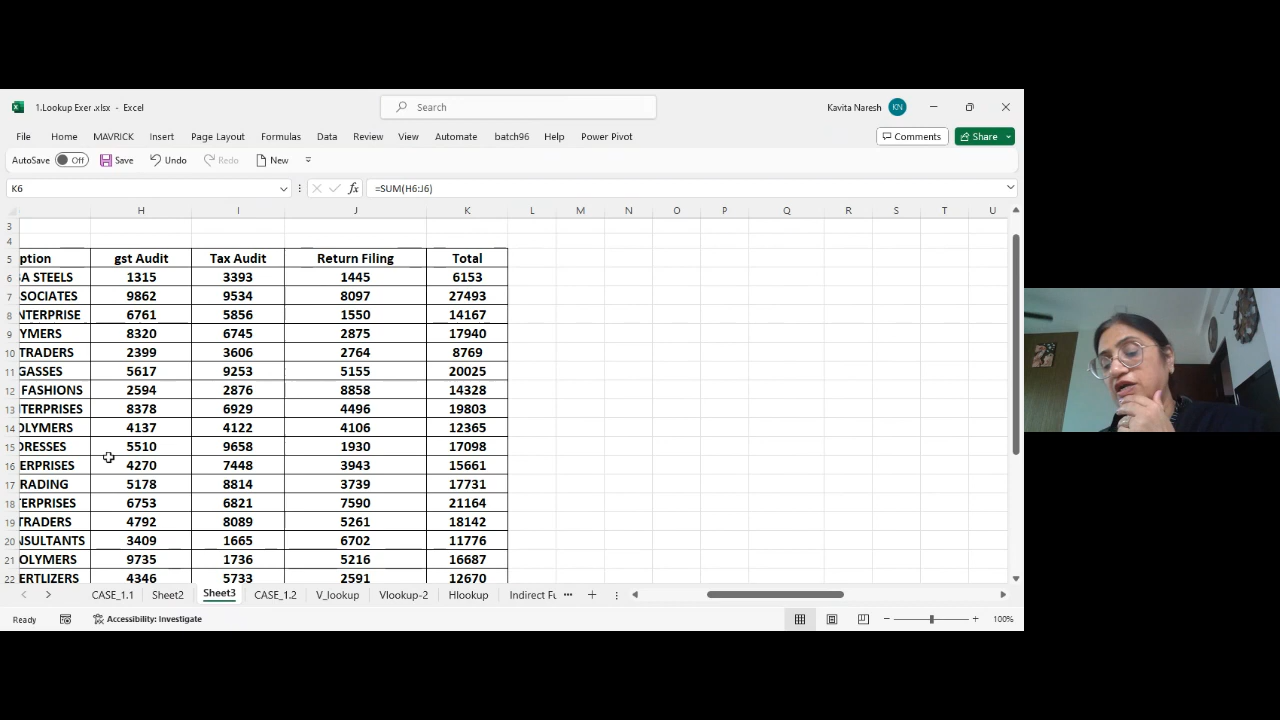 1.Lookup Exer .xlsx - Excel
Search
Kavita Naresh KN
File Home MAVRICK Insert Page Layout Formulas Data Review View Automate batch96 Help Power Pivot Comments Share
AutoSave Off Save Undo Redo New
K6 fx =SUM(H6:J6)
H I J K L M N O P Q R S T U
3
4
5 ption gst Audit Tax Audit Return Filing Total
6 A STEELS 1315 3393 1445 6153
7 SOCIATES 9862 9534 8097 27493
8 NTERPRISE 6761 5856 1550 14167
9 YMERS 8320 6745 2875 17940
10 TRADERS 2399 3606 2764 8769
11 GASSES 5617 9253 5155 20025
12 FASHIONS 2594 2876 8858 14328
13 TERPRISES 8378 6929 4496 19803
14 OLYMERS 4137 4122 4106 12365
15 DRESSES 5510 9658 1930 17098
16 ERPRISES 4270 7448 3943 15661
17 RADING 5178 8814 3739 17731
18 ERPRISES 6753 6821 7590 21164
19 TRADERS 4792 8089 5261 18142
20 NSULTANTS 3409 1665 6702 11776
21 OLYMERS 9735 1736 5216 16687
22 ERTLIZERS 4346 5733 2591 12670
CASE_1.1 Sheet2 Sheet3 CASE_1.2 V_lookup Vlookup-2 Hlookup Indirect Fu ...
Ready Accessibility: Investigate 100%